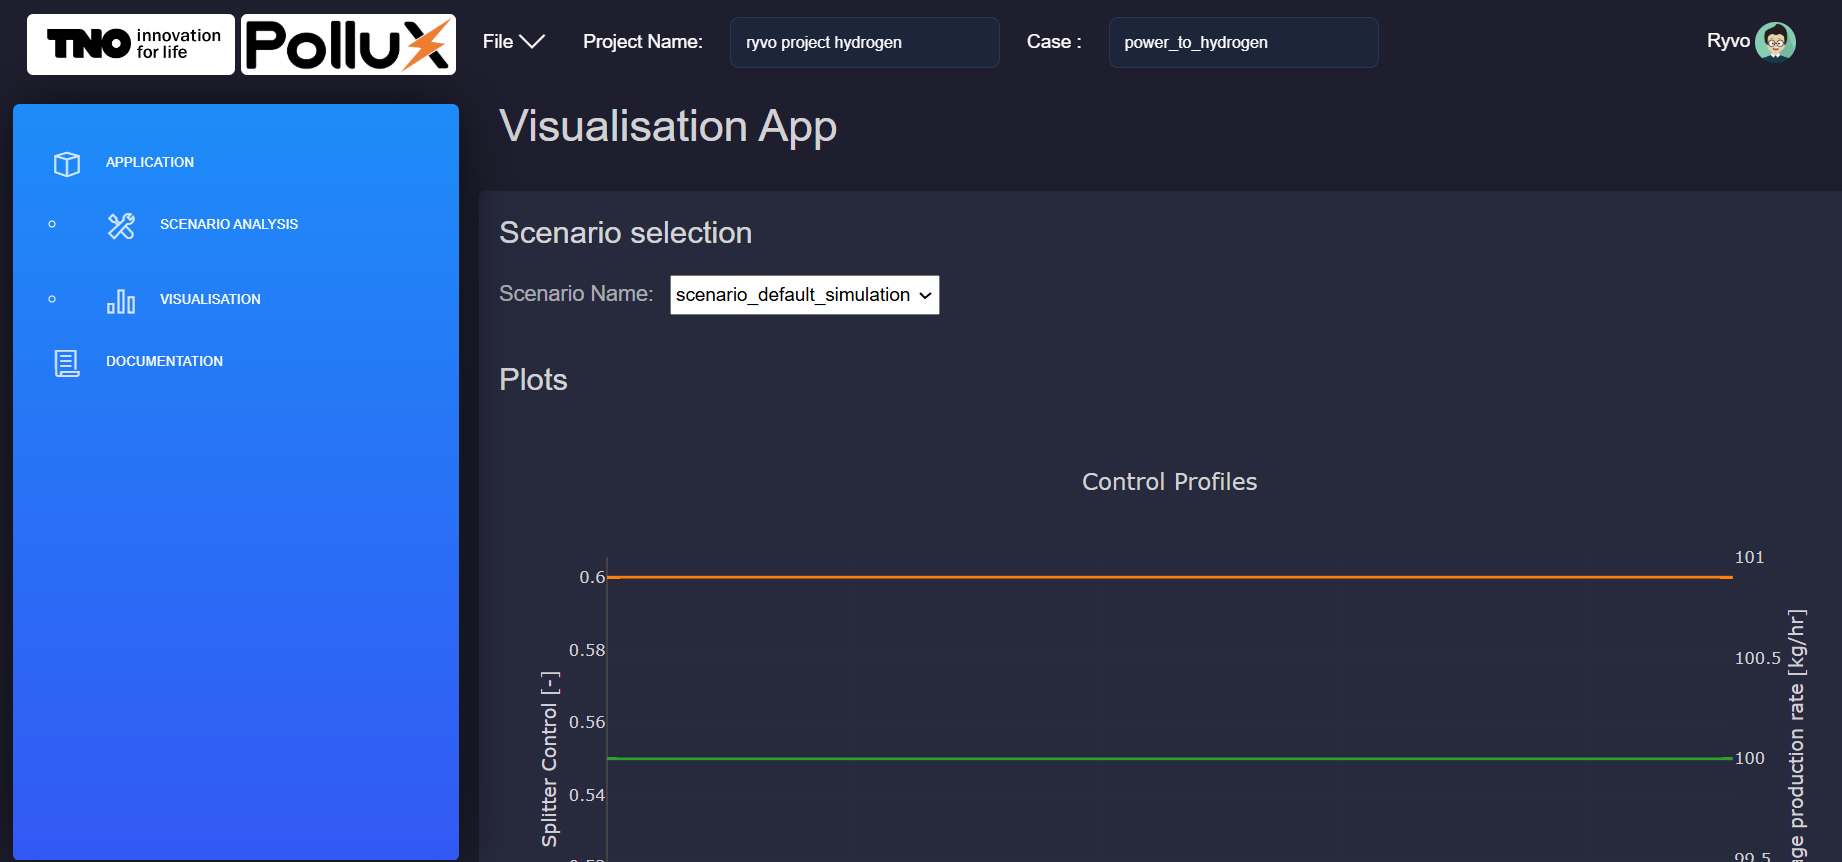 TNO innovation for life
PolluX
File
Project Name:
ryvo project hydrogen
Case :
power_to_hydrogen
Ryvo
APPLICATION
SCENARIO ANALYSIS
VISUALISATION
DOCUMENTATION
Visualisation App
Scenario selection
Scenario Name:
scenario_default_simulation
Plots
Control Profiles
0.6
0.58
0.56
0.54
Splitter Control [-]
101
100.5
100
99.5
production rate [kg/hr]